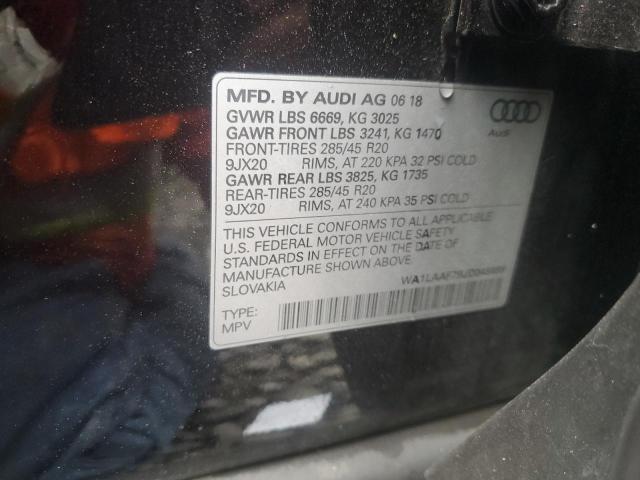 MFD. BY AUDI AG 06 18
GVWR LBS 6669, KG 3025
GAWR FRONT LBS 3241, KG 1470
FRONT-TIRES 285/45 R20
9JX20 RIMS, AT 220 KPA 32 PSI COLD
GAWR REAR LBS 3825, KG 1735
REAR-TIRES 285/45 R20
9JX20 RIMS, AT 240 KPA 35 PSI COLD
THIS VEHICLE CONFORMS TO ALL APPLICABLE
U.S. FEDERAL MOTOR VEHICLE SAFETY
STANDARDS IN EFFECT ON THE DATE OF
MANUFACTURE SHOWN ABOVE.
SLOVAKIA
TYPE:
MPV
Audi